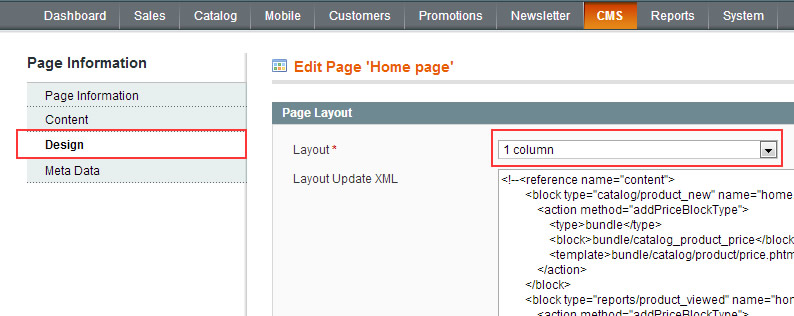 Dashboard Sales Catalog Mobile Customers Promotions Newsletter CMS Reports System
Page Information
Page Information
Content
Design
Meta Data
Edit Page 'Home page'
Page Layout
Layout * 1 column
Layout Update XML
<!--<reference name="content">
<block type="catalog/product_new" name="home
<action method="addPriceBlockType">
<type>bundle</type>
<block>bundle/catalog_product_price</block
<template>bundle/catalog/product/price.phtm
</action>
</block>
<block type="reports/product_viewed" name="hom
<action method="addPriceBlockType">